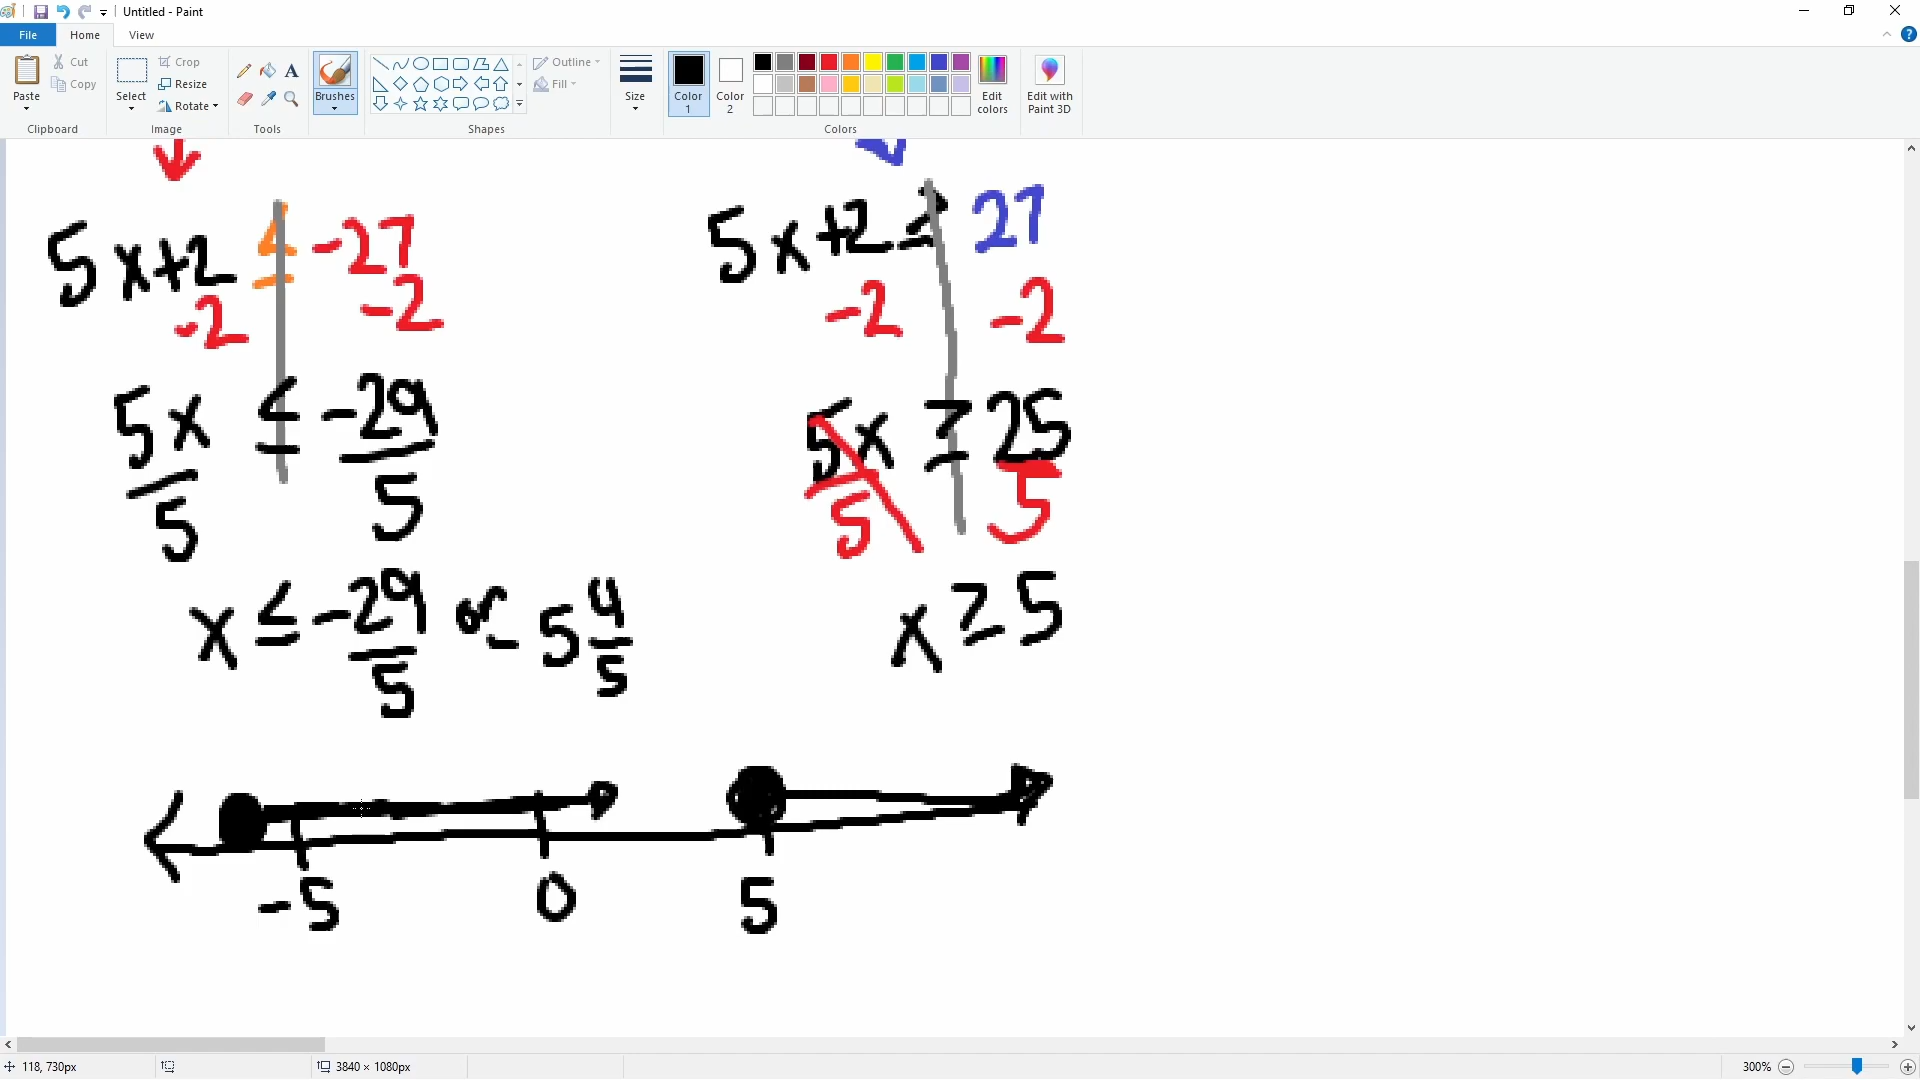 Untitled - Paint
File Home View
Paste Cut Copy Select Crop Resize Rotate Brushes Outline Fill Size Color 1 Color 2 Edit colors Edit with Paint 3D
Clipboard Image Tools Shapes Colors
5x+2 ≤ -27
-2 -2
5x ≤ -29
5 5
x ≤ -29/5 or -5 4/5
5x+2 ≥ 27
-2 -2
5x ≥ 25
5 5
x ≥ 5
-5 0 5
118, 730px 3840 × 1080px 300%